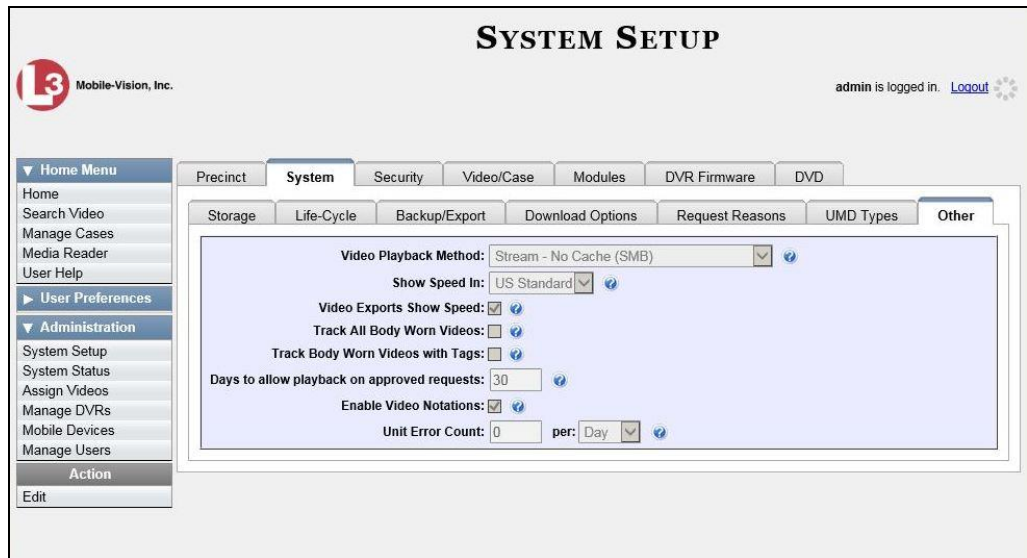 SYSTEM SETUP
L3 Mobile-Vision, Inc.
admin is logged in. Logout
Home Menu
Home
Search Video
Manage Cases
Media Reader
User Help
User Preferences
Administration
System Setup
System Status
Assign Videos
Manage DVRs
Mobile Devices
Manage Users
Action
Edit
Precinct System Security Video/Case Modules DVR Firmware DVD
Storage Life-Cycle Backup/Export Download Options Request Reasons UMD Types Other
Video Playback Method: Stream - No Cache (SMB) ?
Show Speed In: US Standard ?
Video Exports Show Speed: ?
Track All Body Worn Videos: ?
Track Body Worn Videos with Tags: ?
Days to allow playback on approved requests: 30 ?
Enable Video Notations: ?
Unit Error Count: 0 per: Day ?